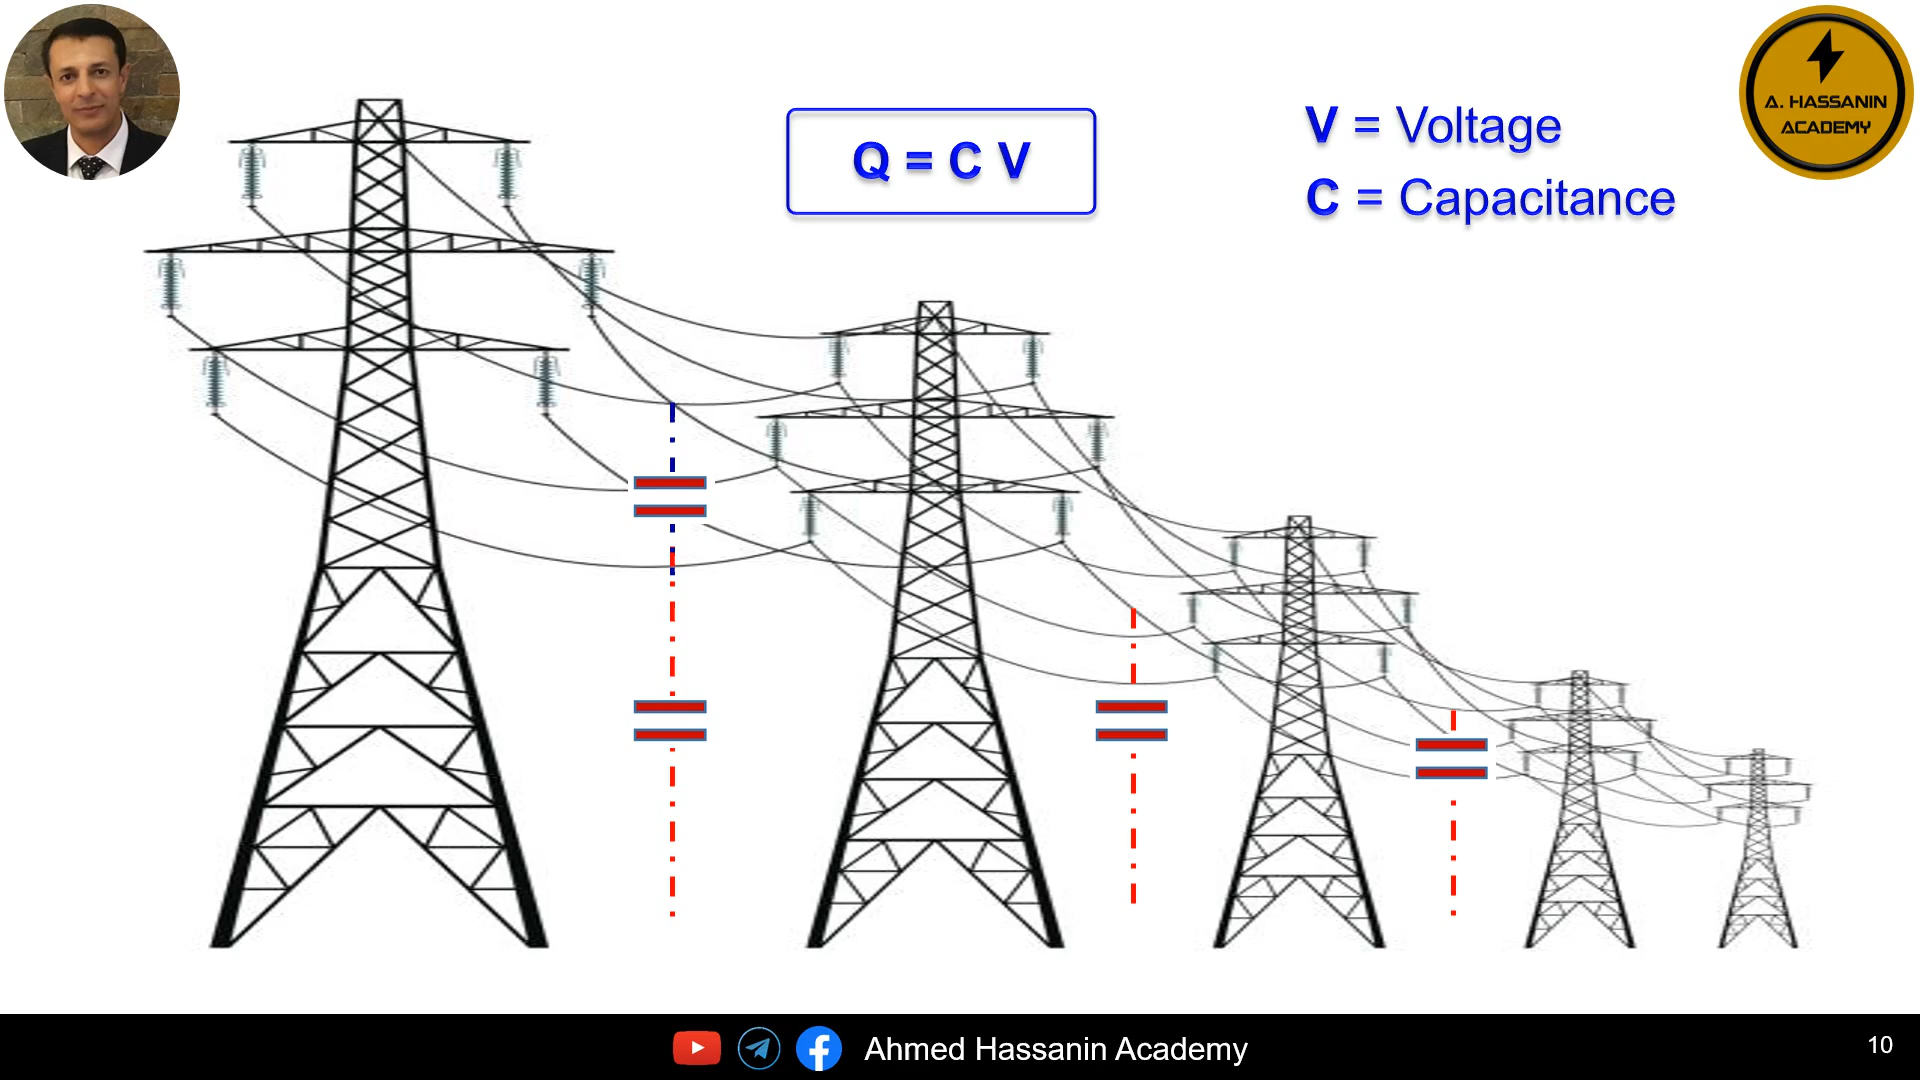 Q = C V
V = Voltage
C = Capacitance
A. HASSANIN
ACADEMY
Ahmed Hassanin Academy
10